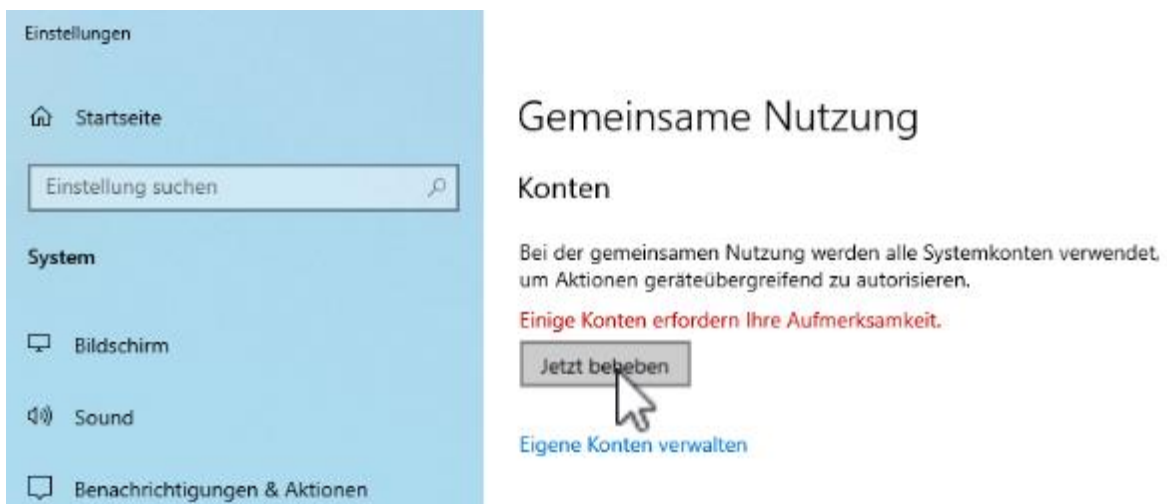 Einstellungen
Startseite
Einstellung suchen
System
Bildschirm
Sound
Benachrichtigungen & Aktionen
Gemeinsame Nutzung
Konten
Bei der gemeinsamen Nutzung werden alle Systemkonten verwendet,
um Aktionen geräteübergreifend zu autorisieren.
Einige Konten erfordern Ihre Aufmerksamkeit.
Jetzt beheben
Eigene Konten verwalten